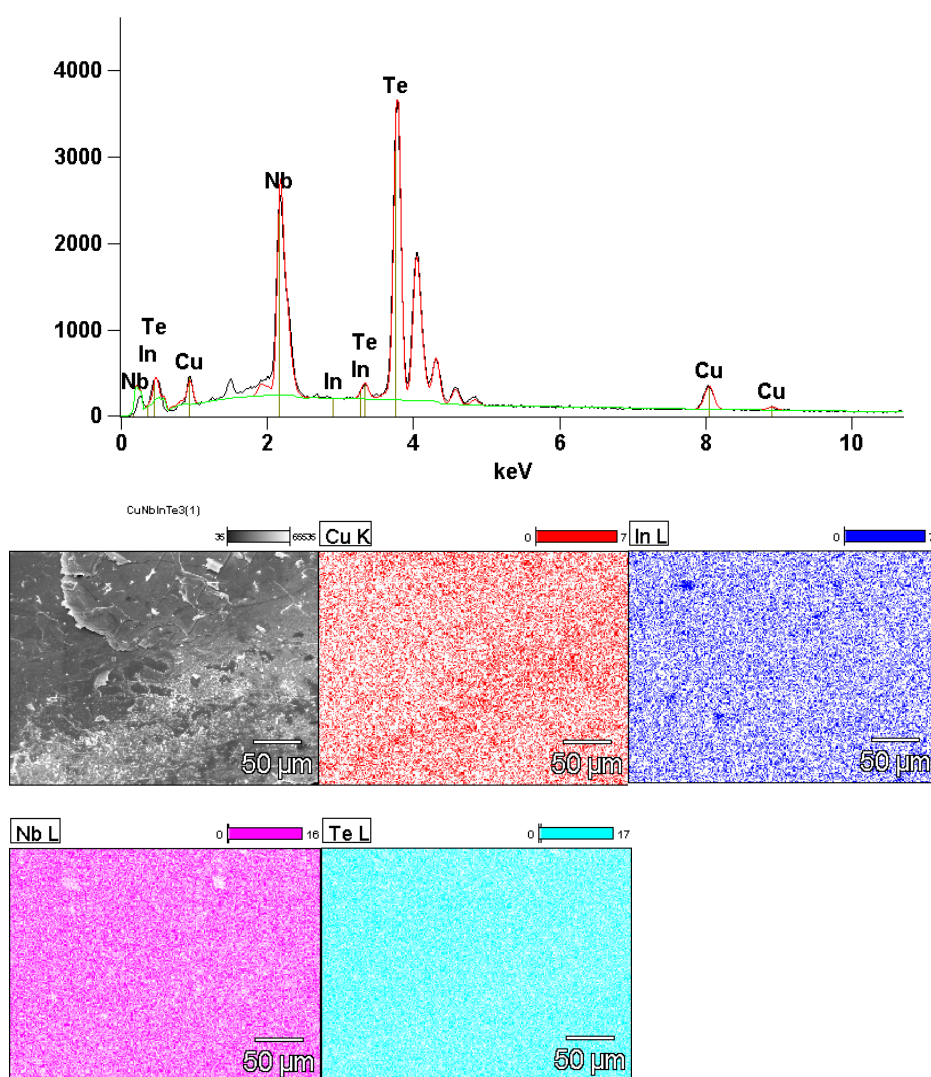 4000
3000
2000
1000
0
Te
Nb
Te
In
Nb
Cu
In
Te
In
Cu
Cu
0 2 4 6 8 10
keV
CuNbInTe3(1)
35 65535
Cu K 0 7
In L 0 7
50 µm
50 µm
50 µm
Nb L 0 16
Te L 0 17
50 µm
50 µm